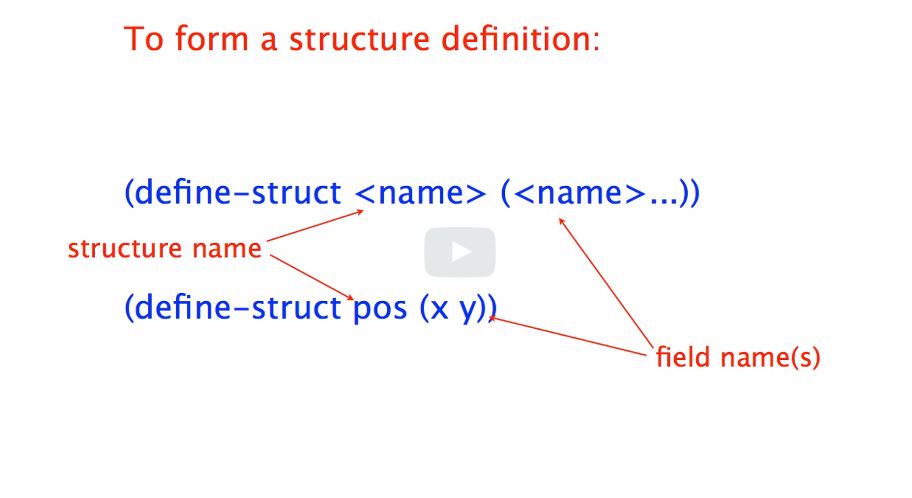 To form a structure definition:
(define-struct <name> (<name>...))
structure name
(define-struct pos (x y))
field name(s)